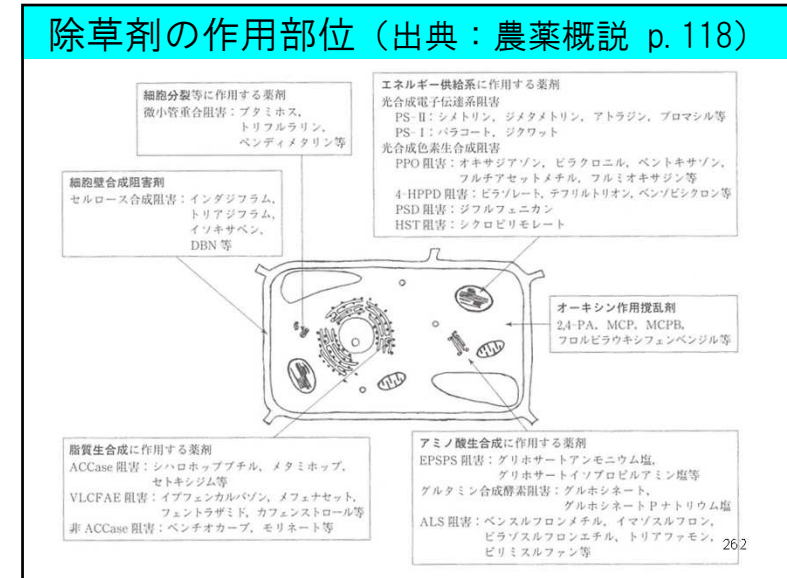 除草剤の作用部位（出典：農薬概説 p.118）
細胞分裂等に作用する薬剤
微小管重合阻害：ブタミホス，
トリフルラリン，
ペンディメタリン等
エネルギー供給系に作用する薬剤
光合成電子伝達系阻害
PS-Ⅱ：シメトリン，ジメタメトリン，アトラジン，ブロマシル等
PS-Ⅰ：パラコート，ジクワット
光合成色素生合成阻害
PPO 阻害：オキサジアゾン，ピラクロニル，ペントキサゾン，
フルチアセットメチル，フルミオキサジン等
4-HPPD 阻害：ピラゾレート，テフリルトリオン，ベンゾビシクロン等
PSD 阻害：ジフルフェニカン
HST 阻害：シクロピリモレート
細胞壁合成阻害剤
セルロース合成阻害：インダジフラム，
トリアジフラム，
イソキサベン，
DBN 等
オーキシン作用撹乱剤
2,4-PA，MCP，MCPB，
フロルピラウキシフェンベンジル等
脂質生合成に作用する薬剤
ACCase 阻害：シハロホップブチル，メタミホップ，
セトキシジム等
VLCFAE 阻害：イプフェンカルバゾン，メフェナセット，
フェントラザミド，カフェンストロール等
非 ACCase 阻害：ベンチオカーブ，モリネート等
アミノ酸生合成に作用する薬剤
EPSPS 阻害：グリホサートアンモニウム塩，
グリホサートイソプロピルアミン塩等
グルタミン合成酵素阻害：グルホシネート，
グルホシネートPナトリウム塩
ALS 阻害：ベンスルフロンメチル，イマゾスルフロン，
ピラゾスルフロンエチル，トリアファモン，
ピリミスルファン等
262